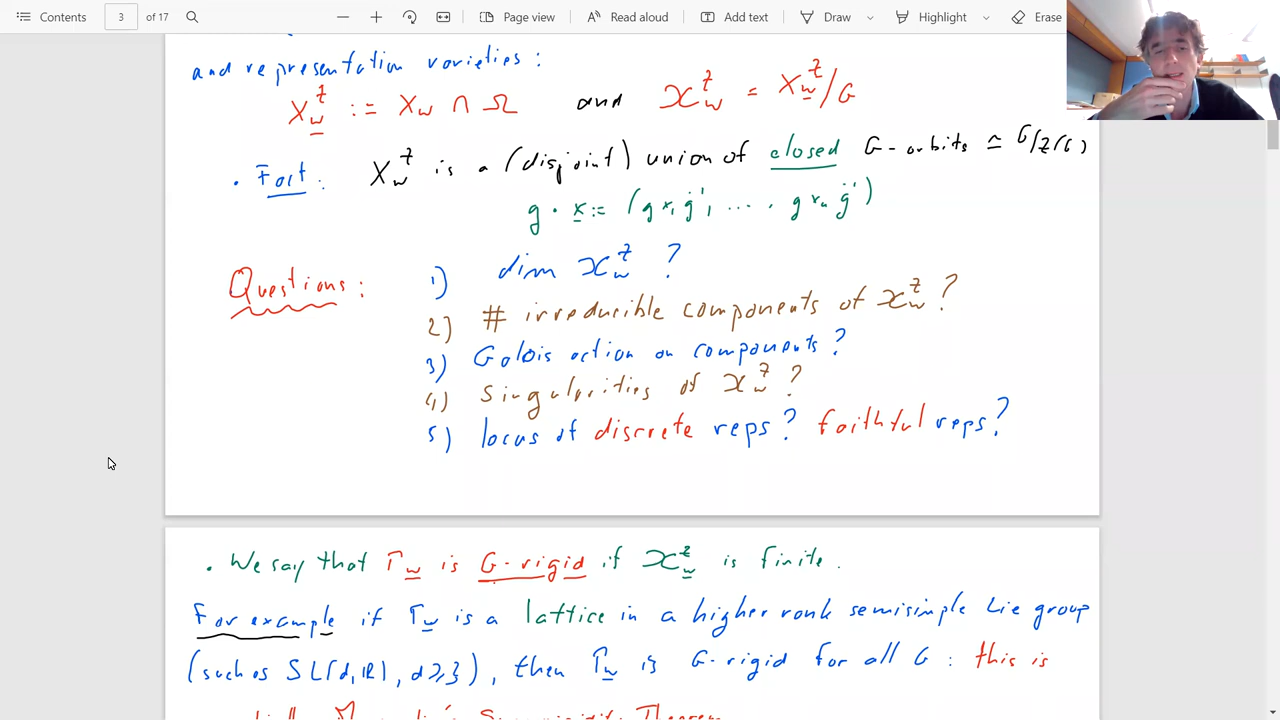 Contents 3 of 17 Page view Read aloud Add text Draw Highlight Erase
and representation varieties :
X_w^z := X_w ∩ Ω and 𝒳_w^z = X_w^z / G
• Fact : X_w^z is a (disjoint) union of closed G-orbits ≃ G/Z(G)
g · x := (g x_1 g^{-1}, ...., g x_n g^{-1})
Questions : 1) dim 𝒳_w^z ?
2) # irreducible components of 𝒳_w^z ?
3) Galois action on components ?
4) Singularities of 𝒳_w^z ?
5) locus of discrete reps ? faithful reps ?
• We say that Γ_w is G-rigid if 𝒳_w^z is finite.
For example if Γ_w is a lattice in a higher rank semisimple Lie group
(such as SL(d,ℝ), d≥3), then Γ_w is G-rigid for all G : this is